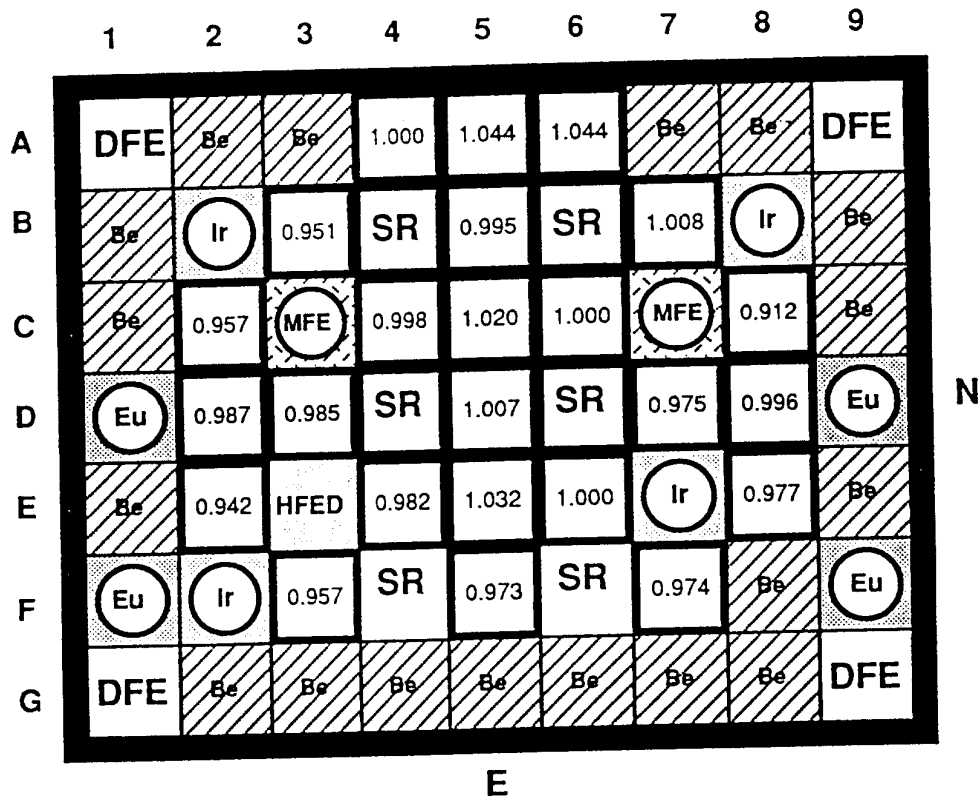 1 2 3 4 5 6 7 8 9
A DFE Be Be 1.000 1.044 1.044 Be Be DFE
B Be Ir 0.951 SR 0.995 SR 1.008 Ir Be
C Be 0.957 MFE 0.998 1.020 1.000 MFE 0.912 Be
D Eu 0.987 0.985 SR 1.007 SR 0.975 0.996 Eu N
E Be 0.942 HFED 0.982 1.032 1.000 Ir 0.977 Be
F Eu Ir 0.957 SR 0.973 SR 0.974 Be Eu
G DFE Be Be Be Be Be Be Be DFE
E